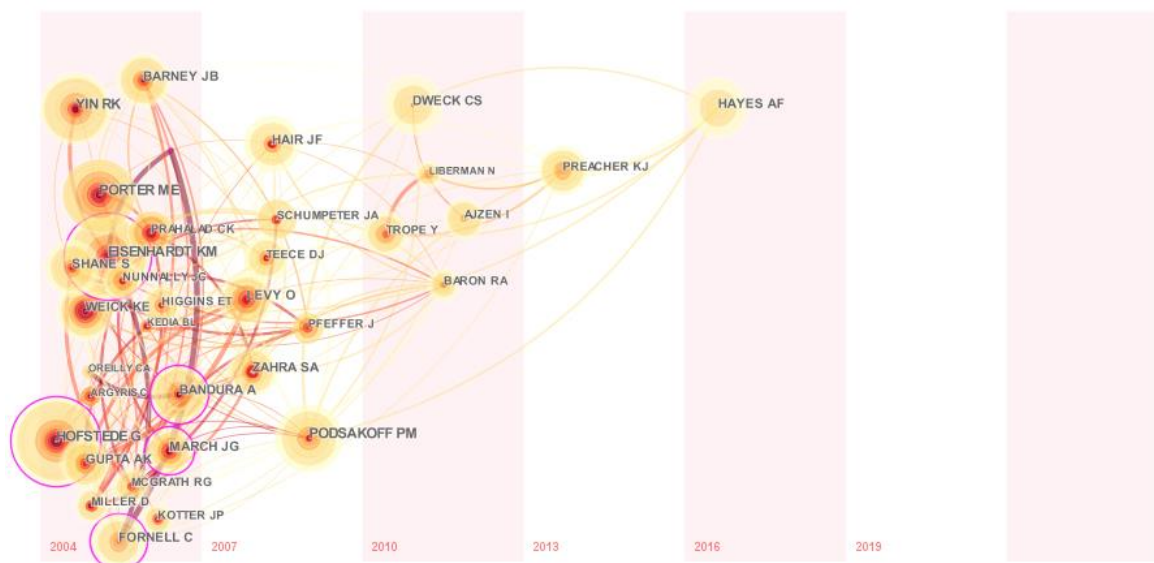 BARNEY JB
YIN RK
DWECK CS
HAYES AF
HAIR JF
LIBERMAN N
PREACHER KJ
PORTER ME
SCHUMPETER JA
AJZEN I
PRAHALAD CK
TROPE Y
EISENHARDT KM
SHANE S
TEECE DJ
NUNNALLY JC
BARON RA
LEVY O
HIGGINS ET
WEICK KE
KEDIA BL
PFEFFER J
OREILLY CA
ZAHRA SA
ARGYRIS C
BANDURA A
HOFSTEDE G
PODSAKOFF PM
MARCH JG
GUPTA AK
MCGRATH RG
MILLER D
KOTTER JP
FORNELL C
2004 2007 2010 2013 2016 2019